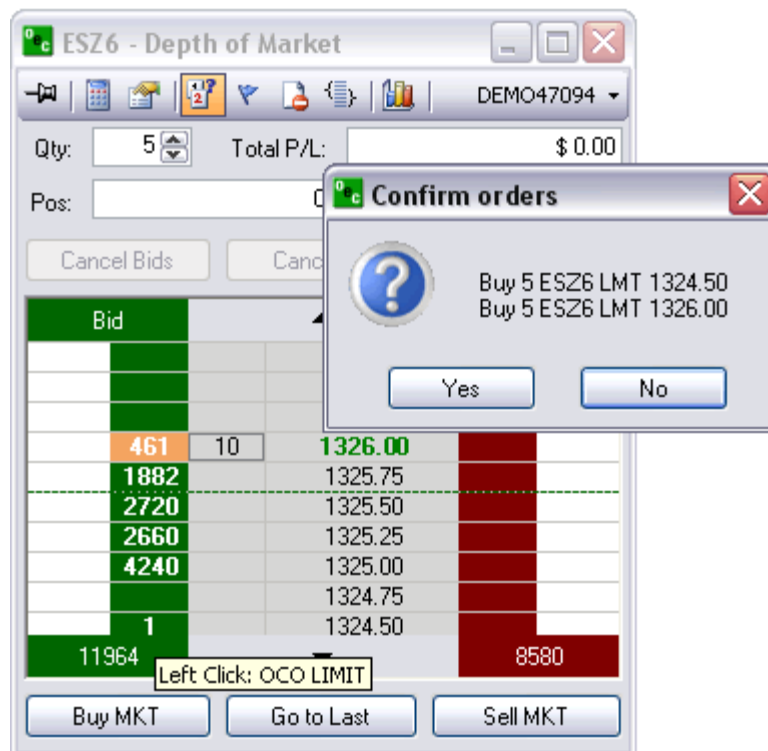 ESZ6 - Depth of Market
DEMO47094
Qty: 5 Total P/L: $ 0.00
Pos:
Confirm orders
Buy 5 ESZ6 LMT 1324.50
Buy 5 ESZ6 LMT 1326.00
Yes No
Cancel Bids
Bid
461 10 1326.00
1882 1325.75
2720 1325.50
2660 1325.25
4240 1325.00
1324.75
1 1324.50
11964 8580
Left Click: OCO LIMIT
Buy MKT Go to Last Sell MKT